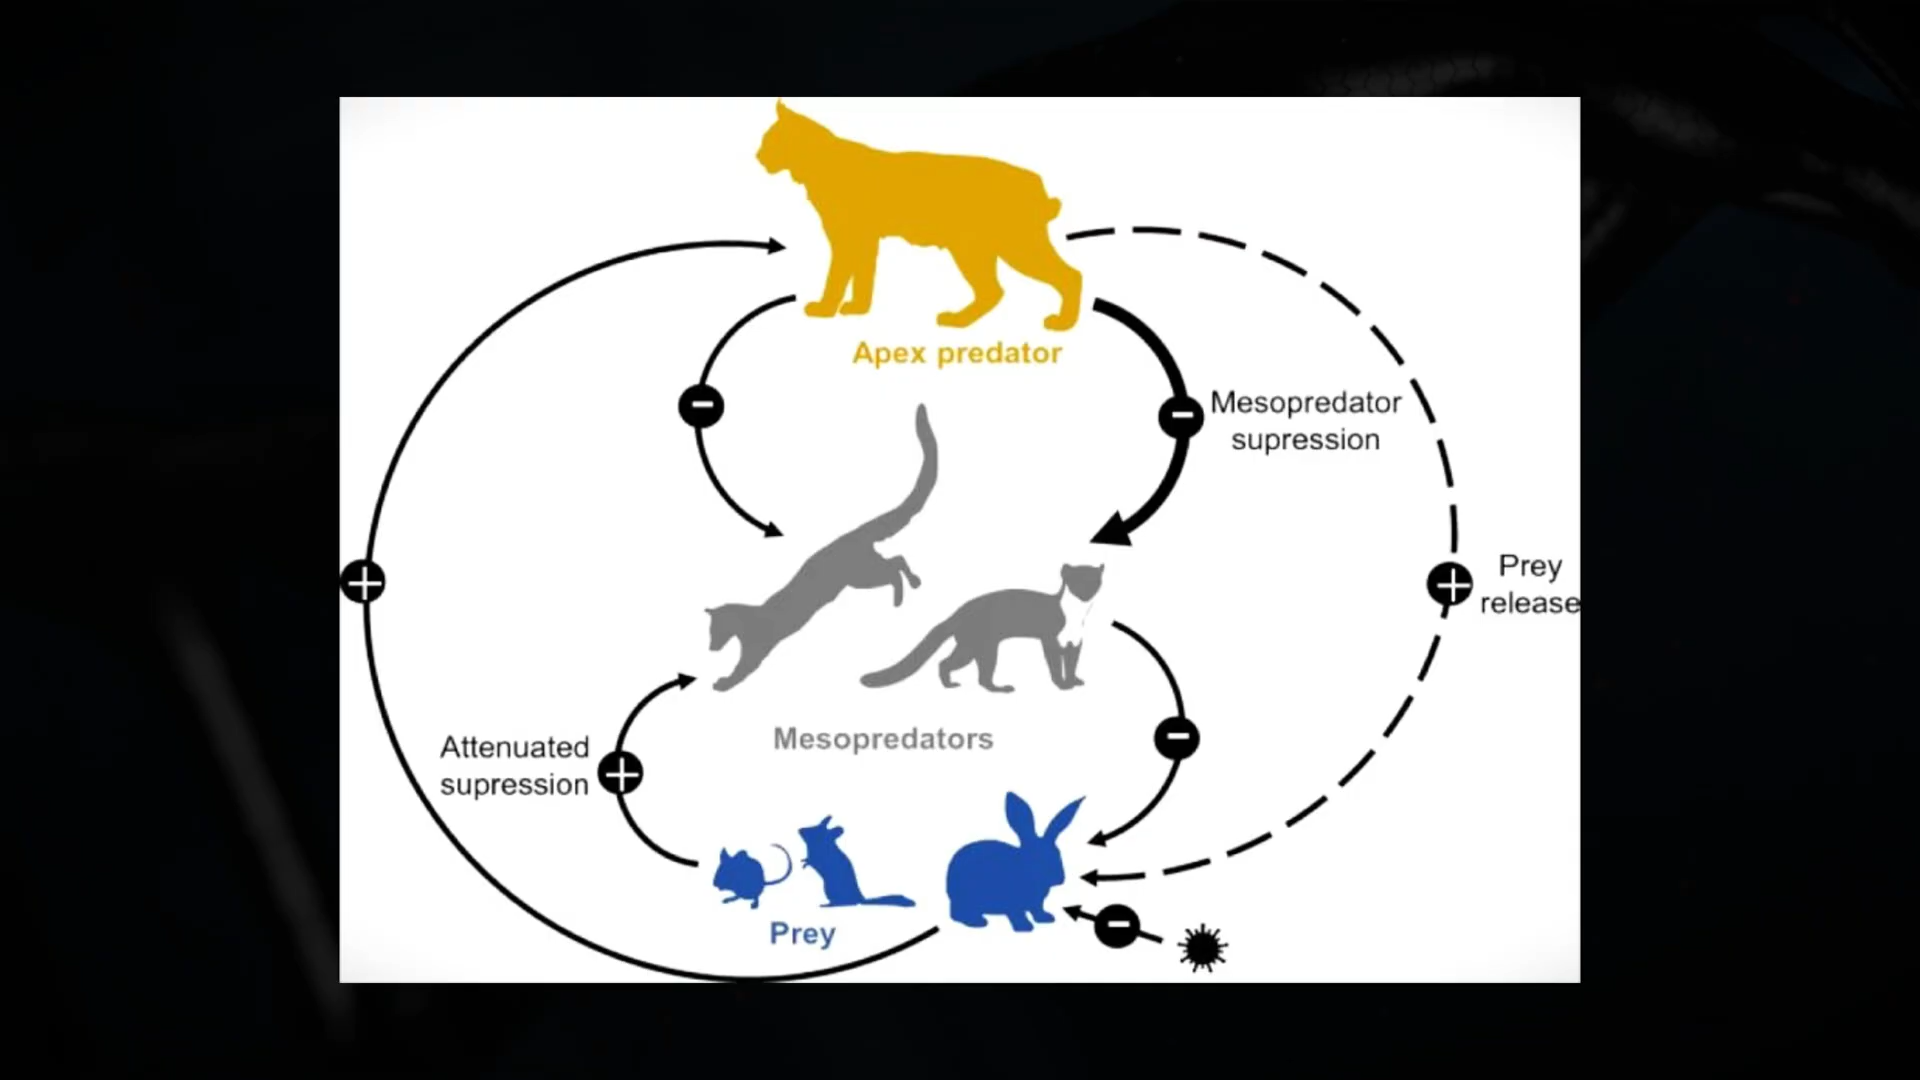 Apex predator
Mesopredator
supression
Prey
release
Attenuated
supression
Mesopredators
Prey